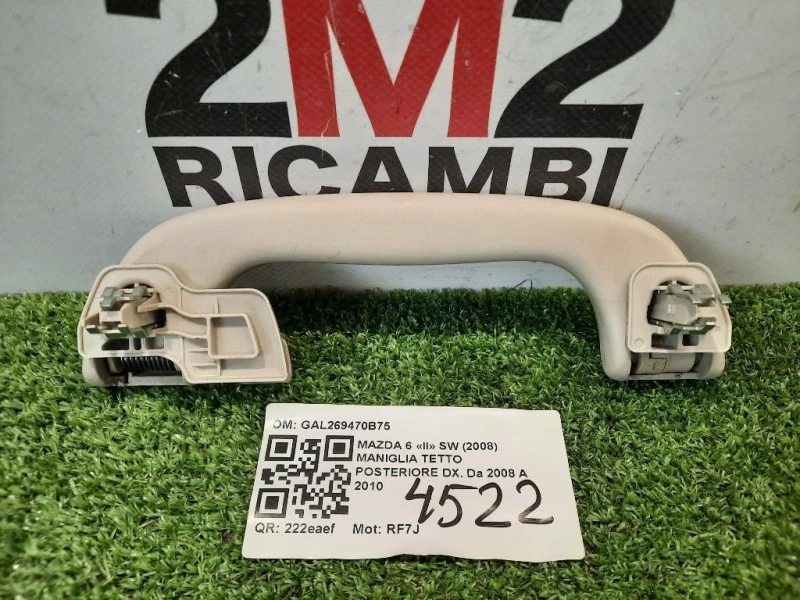 2M2
RICAMBI
OM: GAL269470B75
MAZDA 6 «II» SW (2008)
MANIGLIA TETTO
POSTERIORE DX. Da 2008 A
2010
4522
QR: 222eaef Mot: RF7J